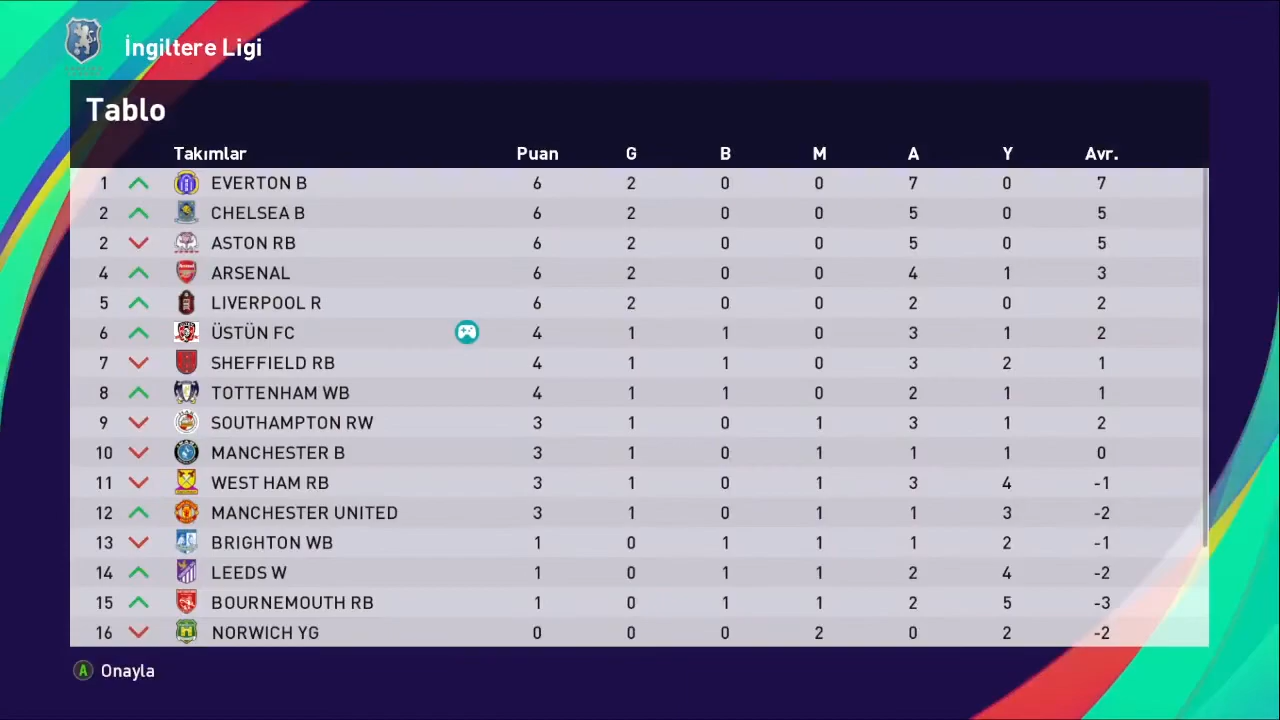 İngiltere Ligi
Tablo
Takımlar Puan G B M A Y Avr.
1 EVERTON B 6 2 0 0 7 0 7
2 CHELSEA B 6 2 0 0 5 0 5
2 ASTON RB 6 2 0 0 5 0 5
4 ARSENAL 6 2 0 0 4 1 3
5 LIVERPOOL R 6 2 0 0 2 0 2
6 ÜSTÜN FC 4 1 1 0 3 1 2
7 SHEFFIELD RB 4 1 1 0 3 2 1
8 TOTTENHAM WB 4 1 1 0 2 1 1
9 SOUTHAMPTON RW 3 1 0 1 3 1 2
10 MANCHESTER B 3 1 0 1 1 1 0
11 WEST HAM RB 3 1 0 1 3 4 -1
12 MANCHESTER UNITED 3 1 0 1 1 3 -2
13 BRIGHTON WB 1 0 1 1 1 2 -1
14 LEEDS W 1 0 1 1 2 4 -2
15 BOURNEMOUTH RB 1 0 1 1 2 5 -3
16 NORWICH YG 0 0 0 2 0 2 -2
A Onayla